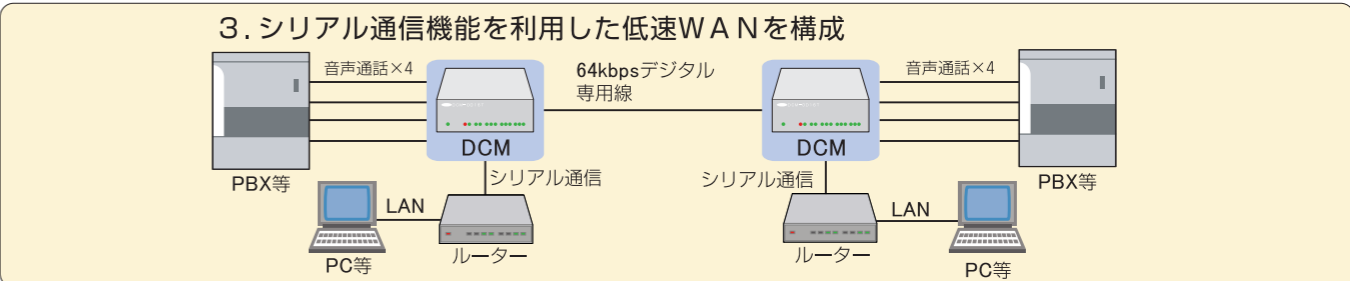 ３．シリアル通信機能を利用した低速ＷＡＮを構成
音声通話×4
64kbpsデジタル
専用線
音声通話×4
DCM
DCM
PBX等
シリアル通信
シリアル通信
PBX等
LAN
LAN
PC等
ルーター
ルーター
PC等